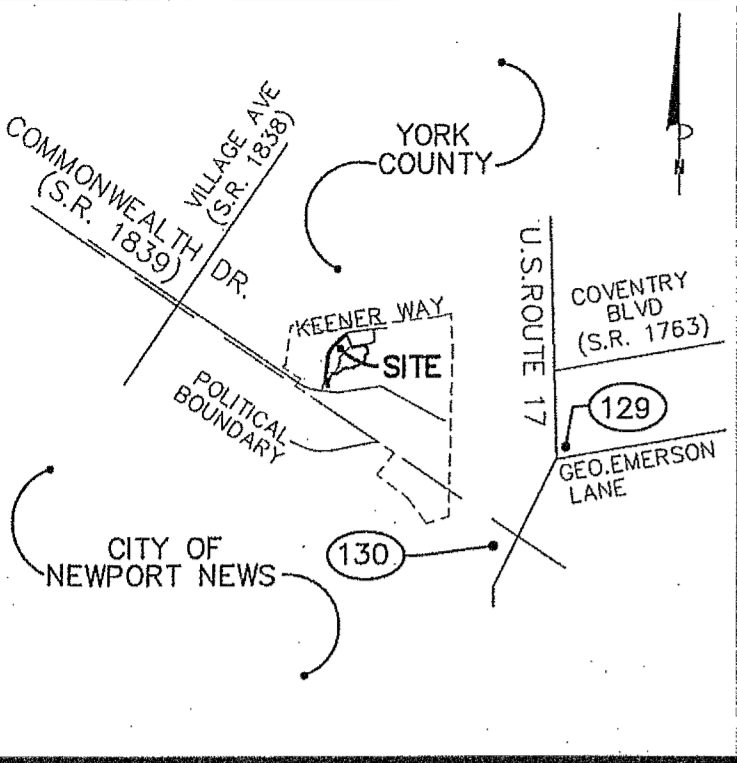 COMMONWEALTH DR.
(S.R. 1839)
VILLAGE AVE
(S.R. 1838)
YORK
COUNTY
N
KEENER WAY
SITE
U.S.ROUTE 17
COVENTRY
BLVD
(S.R. 1763)
POLITICAL
BOUNDARY
129
GEO.EMERSON
LANE
CITY OF
NEWPORT NEWS
130